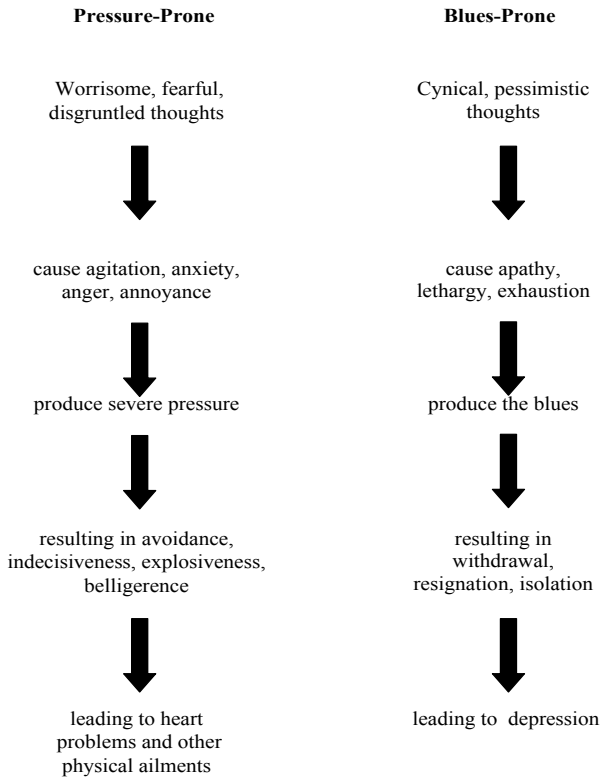 Pressure-Prone
Worrisome, fearful,
disgruntled thoughts
cause agitation, anxiety,
anger, annoyance
produce severe pressure
resulting in avoidance,
indecisiveness, explosiveness,
belligerence
leading to heart
problems and other
physical ailments
Blues-Prone
Cynical, pessimistic
thoughts
cause apathy,
lethargy, exhaustion
produce the blues
resulting in
withdrawal,
resignation, isolation
leading to depression